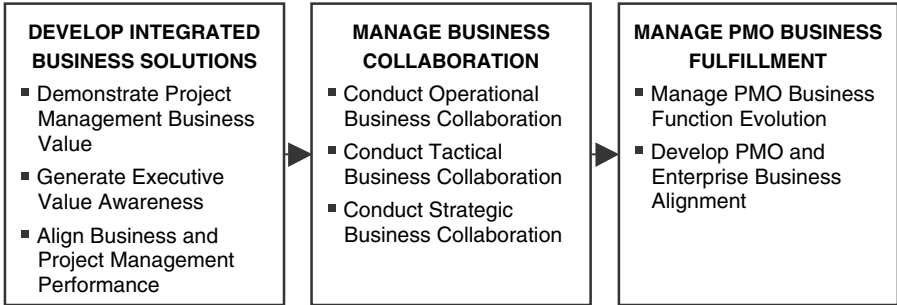 DEVELOP INTEGRATED
BUSINESS SOLUTIONS
▪ Demonstrate Project
Management Business
Value
▪ Generate Executive
Value Awareness
▪ Align Business and
Project Management
Performance
MANAGE BUSINESS
COLLABORATION
▪ Conduct Operational
Business Collaboration
▪ Conduct Tactical
Business Collaboration
▪ Conduct Strategic
Business Collaboration
MANAGE PMO BUSINESS
FULFILLMENT
▪ Manage PMO Business
Function Evolution
▪ Develop PMO and
Enterprise Business
Alignment